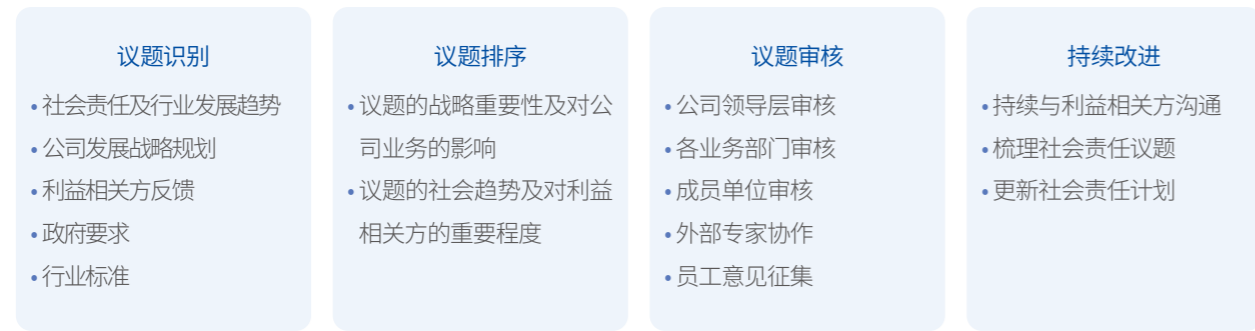 议题识别
• 社会责任及行业发展趋势
• 公司发展战略规划
• 利益相关方反馈
• 政府要求
• 行业标准
议题排序
• 议题的战略重要性及对公
司业务的影响
• 议题的社会趋势及对利益
相关方的重要程度
议题审核
• 公司领导层审核
• 各业务部门审核
• 成员单位审核
• 外部专家协作
• 员工意见征集
持续改进
• 持续与利益相关方沟通
• 梳理社会责任议题
• 更新社会责任计划